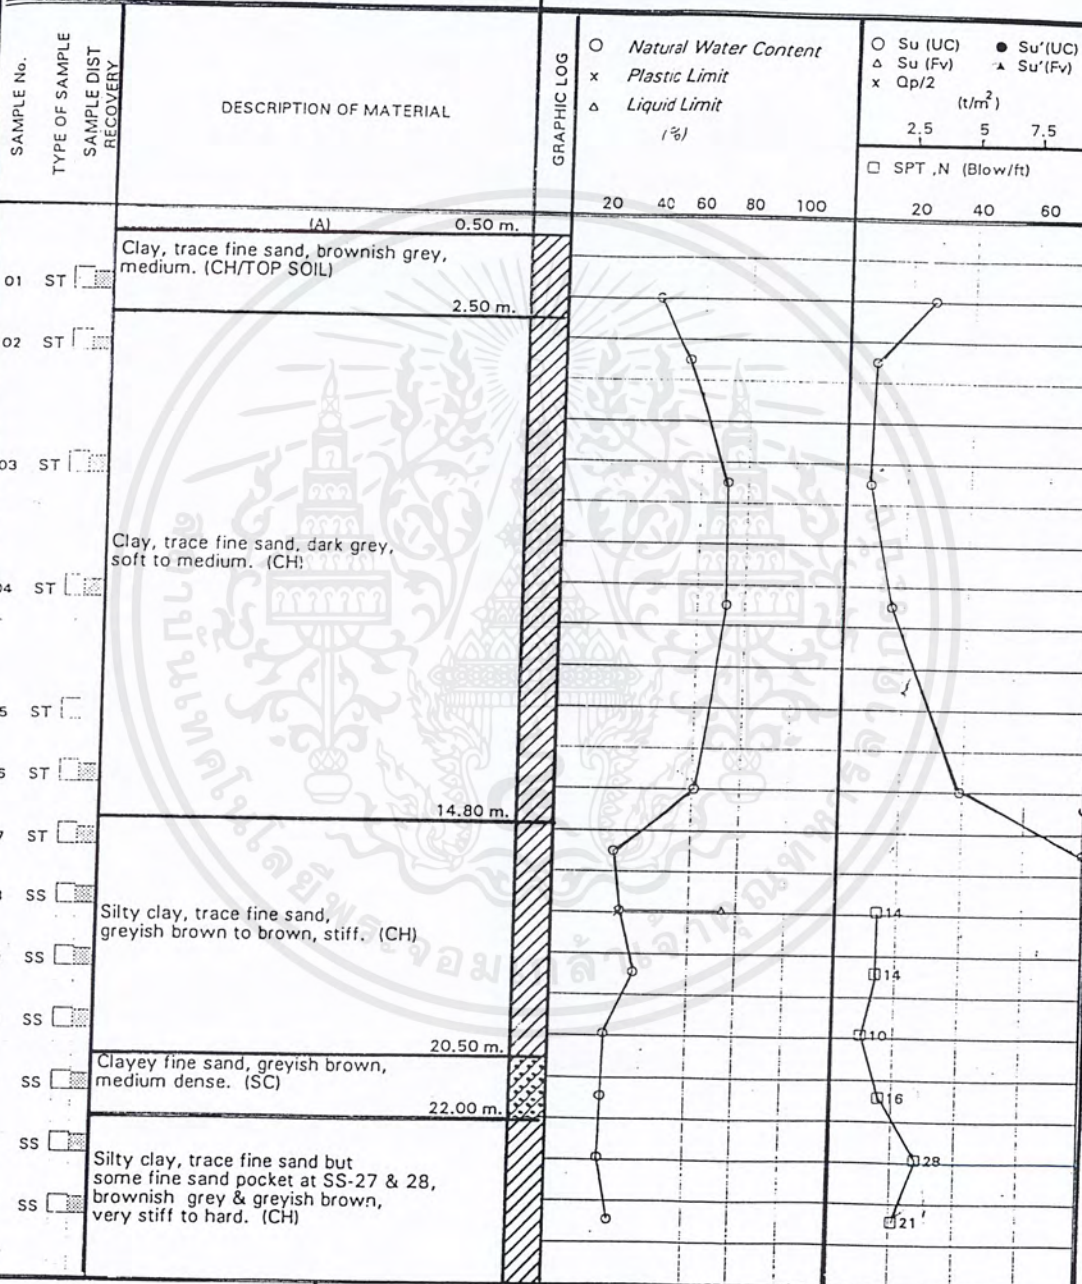 SAMPLE No.
TYPE OF SAMPLE
SAMPLE DIST
RECOVERY
DESCRIPTION OF MATERIAL
GRAPHIC LOG
○ Natural Water Content
x Plastic Limit
△ Liquid Limit
(%)
20 40 60 80 100
○ Su (UC) ● Su'(UC)
△ Su (Fv) ▲ Su'(Fv)
x Qp/2
(t/m²)
2.5 5 7.5
□ SPT ,N (Blow/ft)
20 40 60
(A) 0.50 m.
Clay, trace fine sand, brownish grey,
medium. (CH/TOP SOIL)
01 ST
2.50 m.
02 ST
03 ST
Clay, trace fine sand, dark grey,
soft to medium. (CH)
04 ST
5 ST
6 ST
14.80 m.
7 ST
8 SS
14
Silty clay, trace fine sand,
greyish brown to brown, stiff. (CH)
SS
14
SS
10
20.50 m.
Clayey fine sand, greyish brown,
medium dense. (SC)
SS
16
22.00 m.
SS
28
Silty clay, trace fine sand but
some fine sand pocket at SS-27 & 28,
brownish grey & greyish brown,
very stiff to hard. (CH)
SS
21